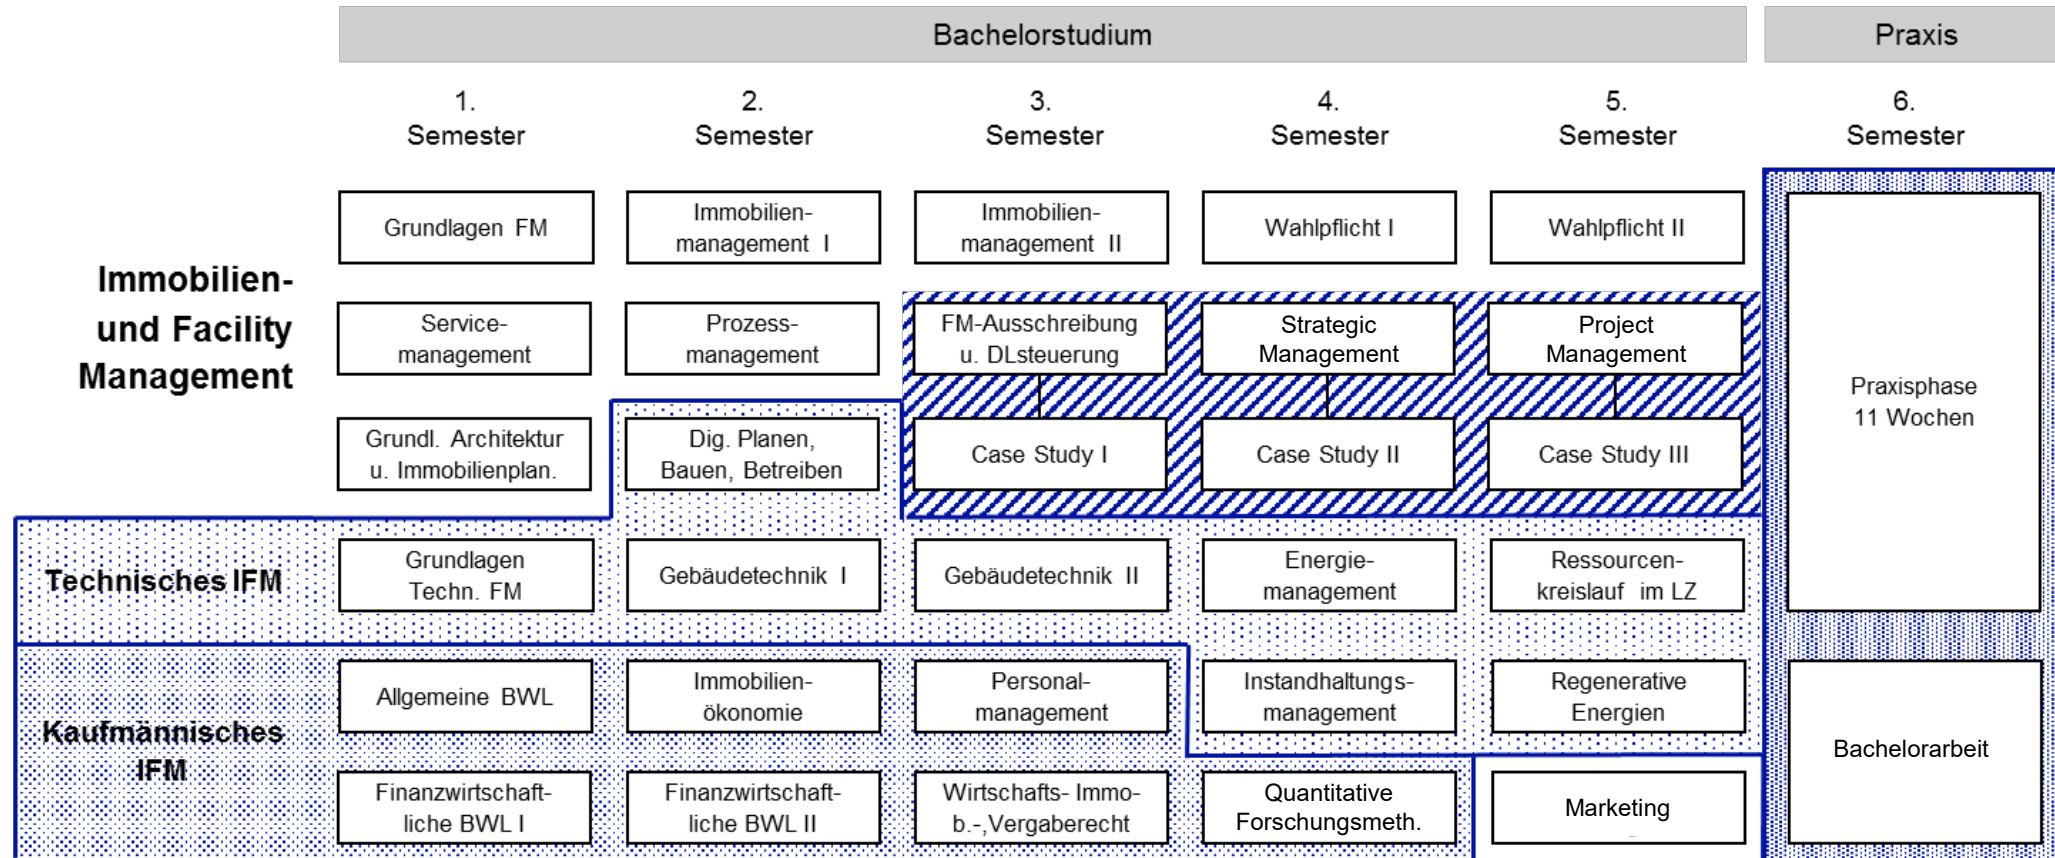 Bachelorstudium
Praxis
1.
Semester
2.
Semester
3.
Semester
4.
Semester
5.
Semester
6.
Semester
Immobilien-
und Facility
Management
Grundlagen FM
Immobilien-
management I
Immobilien-
management II
Wahlpflicht I
Wahlpflicht II
Service-
management
Prozess-
management
FM-Ausschreibung
u. DLsteuerung
Strategic
Management
Project
Management
Grundl. Architektur
u. Immobilienplan.
Dig. Planen,
Bauen, Betreiben
Case Study I
Case Study II
Case Study III
Praxisphase
11 Wochen
Technisches IFM
Grundlagen
Techn. FM
Gebäudetechnik I
Gebäudetechnik II
Energie-
management
Ressourcen-
kreislauf im LZ
Kaufmännisches
IFM
Allgemeine BWL
Immobilien-
ökonomie
Personal-
management
Instandhaltungs-
management
Regenerative
Energien
Finanzwirtschaft-
liche BWL I
Finanzwirtschaft-
liche BWL II
Wirtschafts- Immo-
b.-,Vergaberecht
Quantitative
Forschungsmeth.
Marketing
Bachelorarbeit